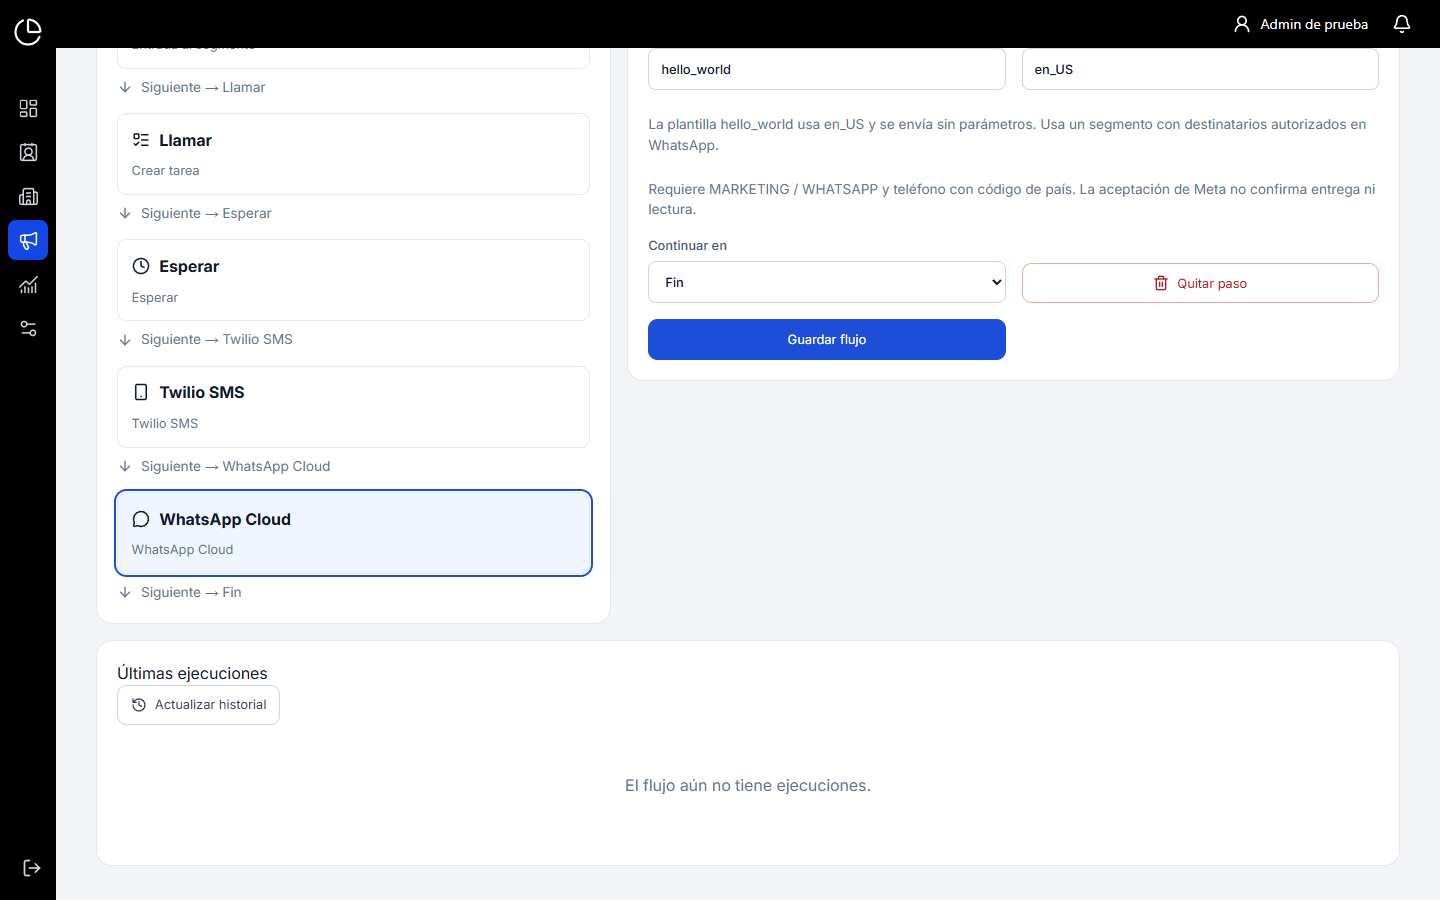 Admin de prueba
Siguiente → Llamar
Llamar
Crear tarea
Siguiente → Esperar
Esperar
Esperar
Siguiente → Twilio SMS
Twilio SMS
Twilio SMS
Siguiente → WhatsApp Cloud
WhatsApp Cloud
WhatsApp Cloud
Siguiente → Fin
hello_world
en_US
La plantilla hello_world usa en_US y se envía sin parámetros. Usa un segmento con destinatarios autorizados en
WhatsApp.
Requiere MARKETING / WHATSAPP y teléfono con código de país. La aceptación de Meta no confirma entrega ni
lectura.
Continuar en
Fin
Quitar paso
Guardar flujo
Últimas ejecuciones
Actualizar historial
El flujo aún no tiene ejecuciones.